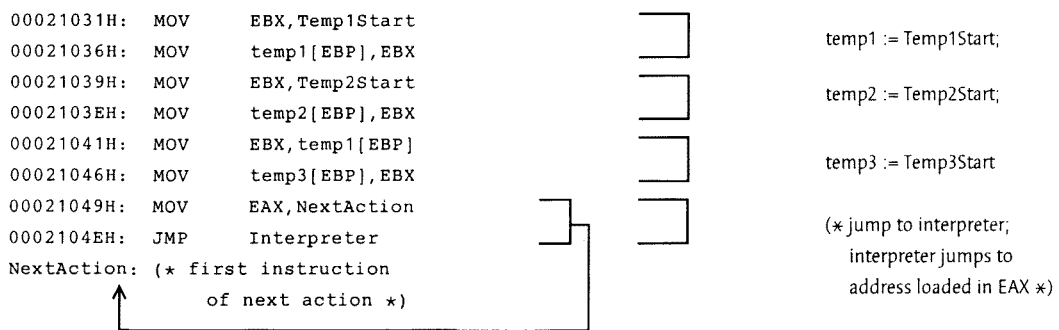 00021031H: MOV EBX,Temp1Start
00021036H: MOV temp1[EBP],EBX
temp1 := Temp1Start;
00021039H: MOV EBX,Temp2Start
0002103EH: MOV temp2[EBP],EBX
temp2 := Temp2Start;
00021041H: MOV EBX,temp1[EBP]
00021046H: MOV temp3[EBP],EBX
temp3 := Temp3Start
00021049H: MOV EAX,NextAction
0002104EH: JMP Interpreter
NextAction: (* first instruction
of next action *)
(* jump to interpreter;
interpreter jumps to
address loaded in EAX *)